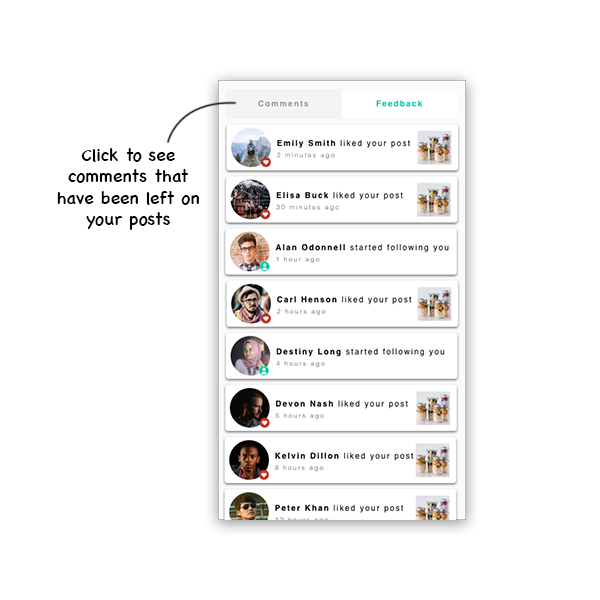 Comments Feedback
Click to see
comments that
have been left on
your posts
Emily Smith liked your post
2 minutes ago
Elisa Buck liked your post
30 minutes ago
Alan Odonnell started following you
1 hour ago
Carl Henson liked your post
2 hours ago
Destiny Long started following you
4 hours ago
Devon Nash liked your post
5 hours ago
Kelvin Dillon liked your post
8 hours ago
Peter Khan liked your post
12 hours ago